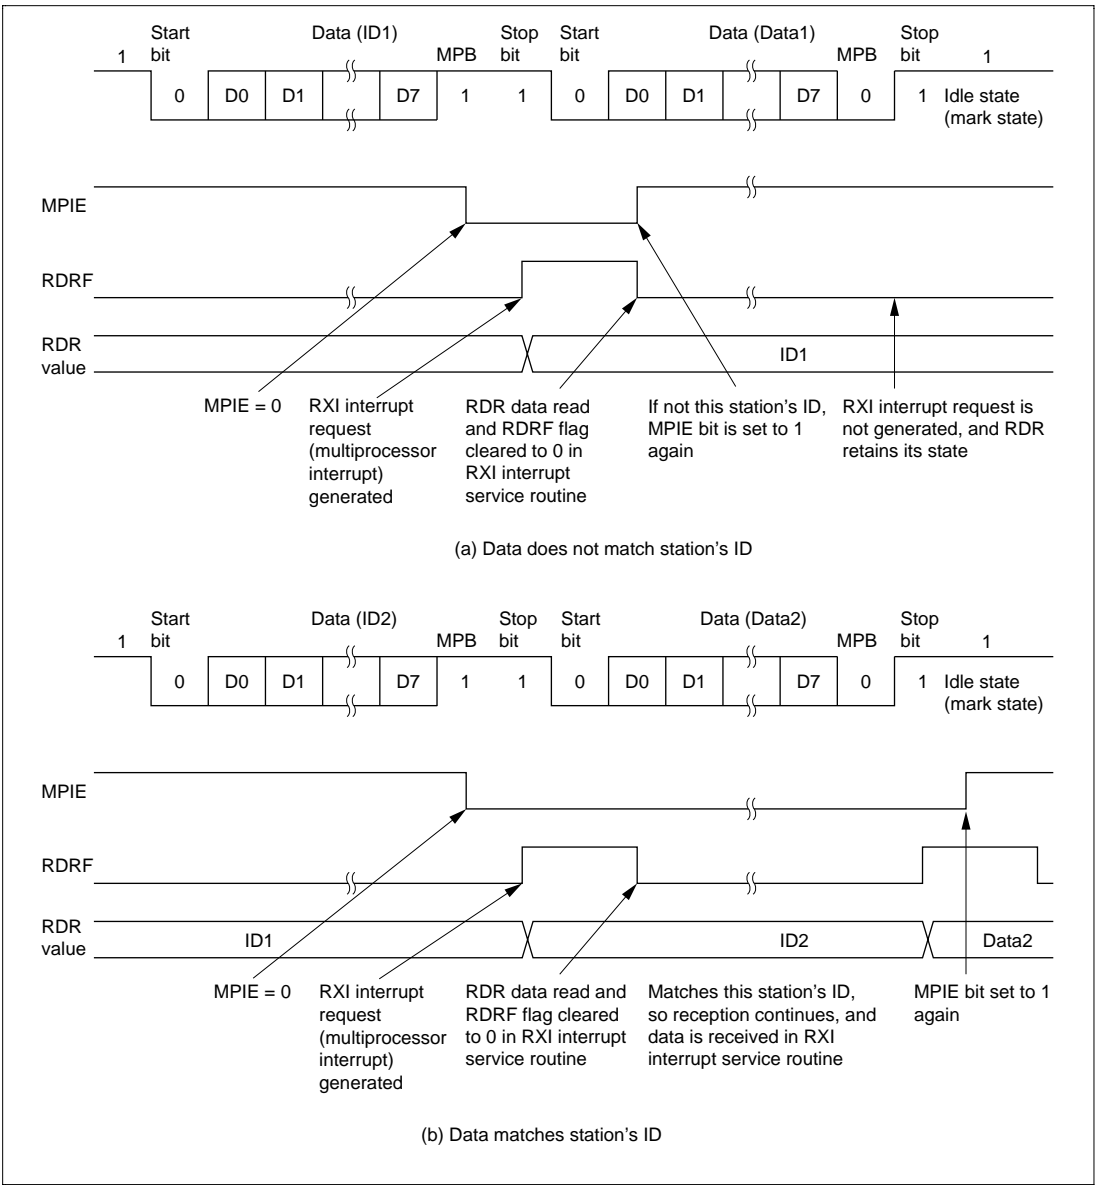 Start bit Data (ID1) Stop bit Start bit Data (Data1) Stop bit
1 MPB MPB 1
0 D0 D1 D7 1 1 0 D0 D1 D7 0 1 Idle state (mark state)
MPIE
RDRF
RDR value
ID1
MPIE = 0
RXI interrupt
request
(multiprocessor
interrupt)
generated
RDR data read
and RDRF flag
cleared to 0 in
RXI interrupt
service routine
If not this station's ID,
MPIE bit is set to 1
again
RXI interrupt request is
not generated, and RDR
retains its state
(a) Data does not match station's ID
Start bit Data (ID2) Stop bit Start bit Data (Data2) Stop bit
1 MPB MPB 1
0 D0 D1 D7 1 1 0 D0 D1 D7 0 1 Idle state (mark state)
MPIE
RDRF
RDR value
ID1 ID2 Data2
MPIE = 0
RXI interrupt
request
(multiprocessor
interrupt)
generated
RDR data read and
RDRF flag cleared
to 0 in RXI interrupt
service routine
Matches this station's ID,
so reception continues, and
data is received in RXI
interrupt service routine
MPIE bit set to 1
again
(b) Data matches station's ID